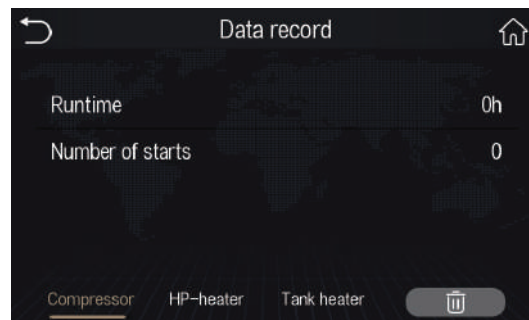 Data record
Runtime 0h
Number of starts 0
Compressor HP-heater Tank heater